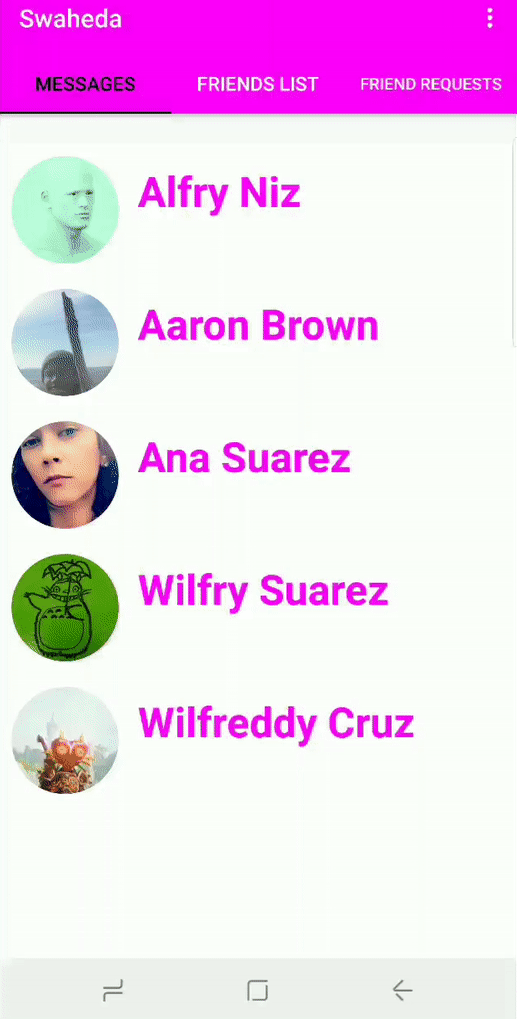 Swaheda
MESSAGES
FRIENDS LIST
FRIEND REQUESTS
Alfry Niz
Aaron Brown
Ana Suarez
Wilfry Suarez
Wilfreddy Cruz